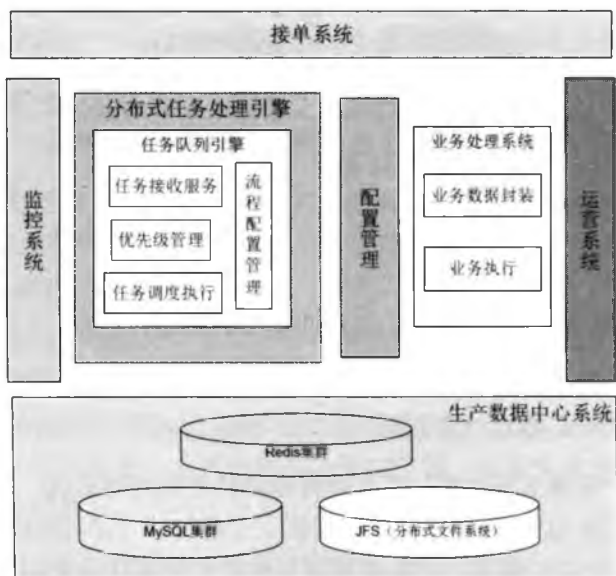 接单系统
监控系统
分布式任务处理引擎
任务队列引擎
任务接收服务
优先级管理
任务调度执行
流程配置管理
配置管理
业务处理系统
业务数据封装
业务执行
运营系统
生产数据中心系统
Redis集群
MySQL集群
JFS（分布式文件系统）